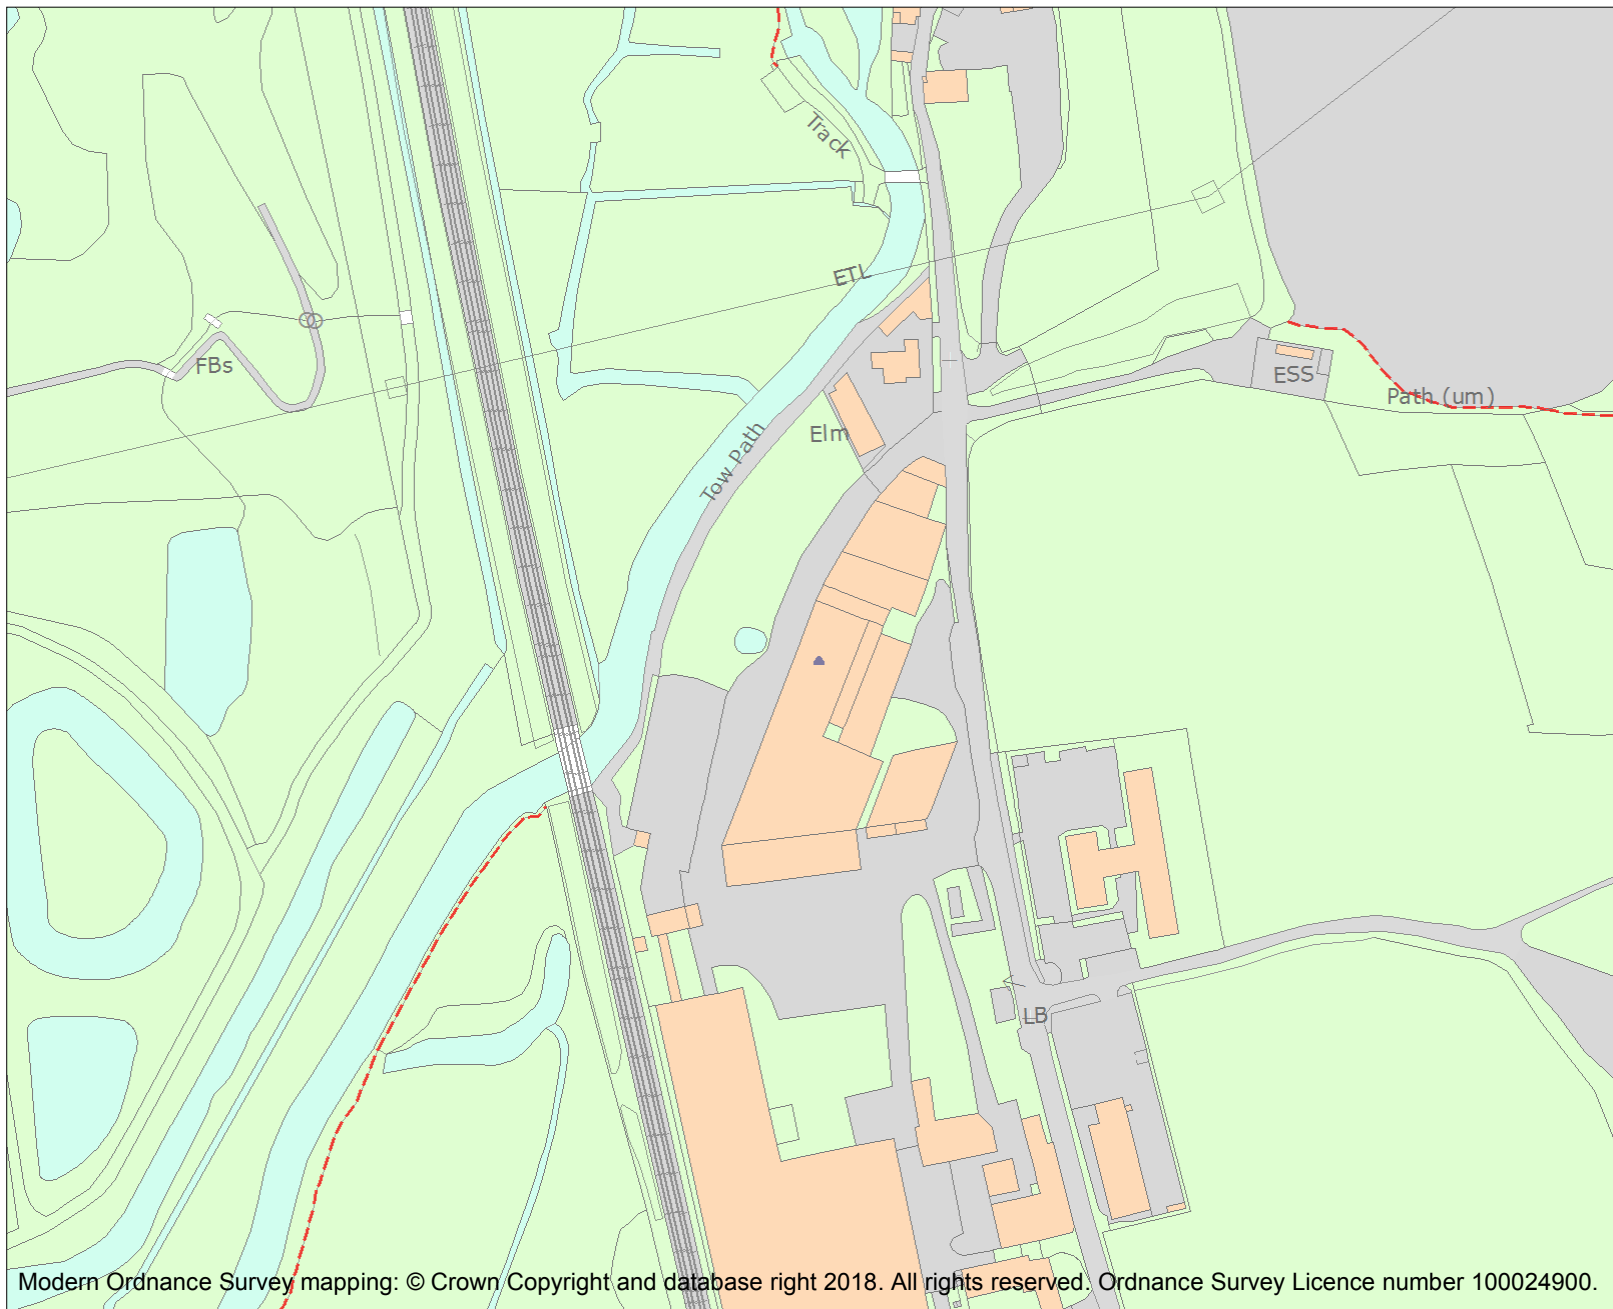 Track
ETL
FBs
ESS
Path (um)
Elm
Tow Path
LB
Modern Ordnance Survey mapping: © Crown Copyright and database right 2018. All rights reserved. Ordnance Survey Licence number 100024900.